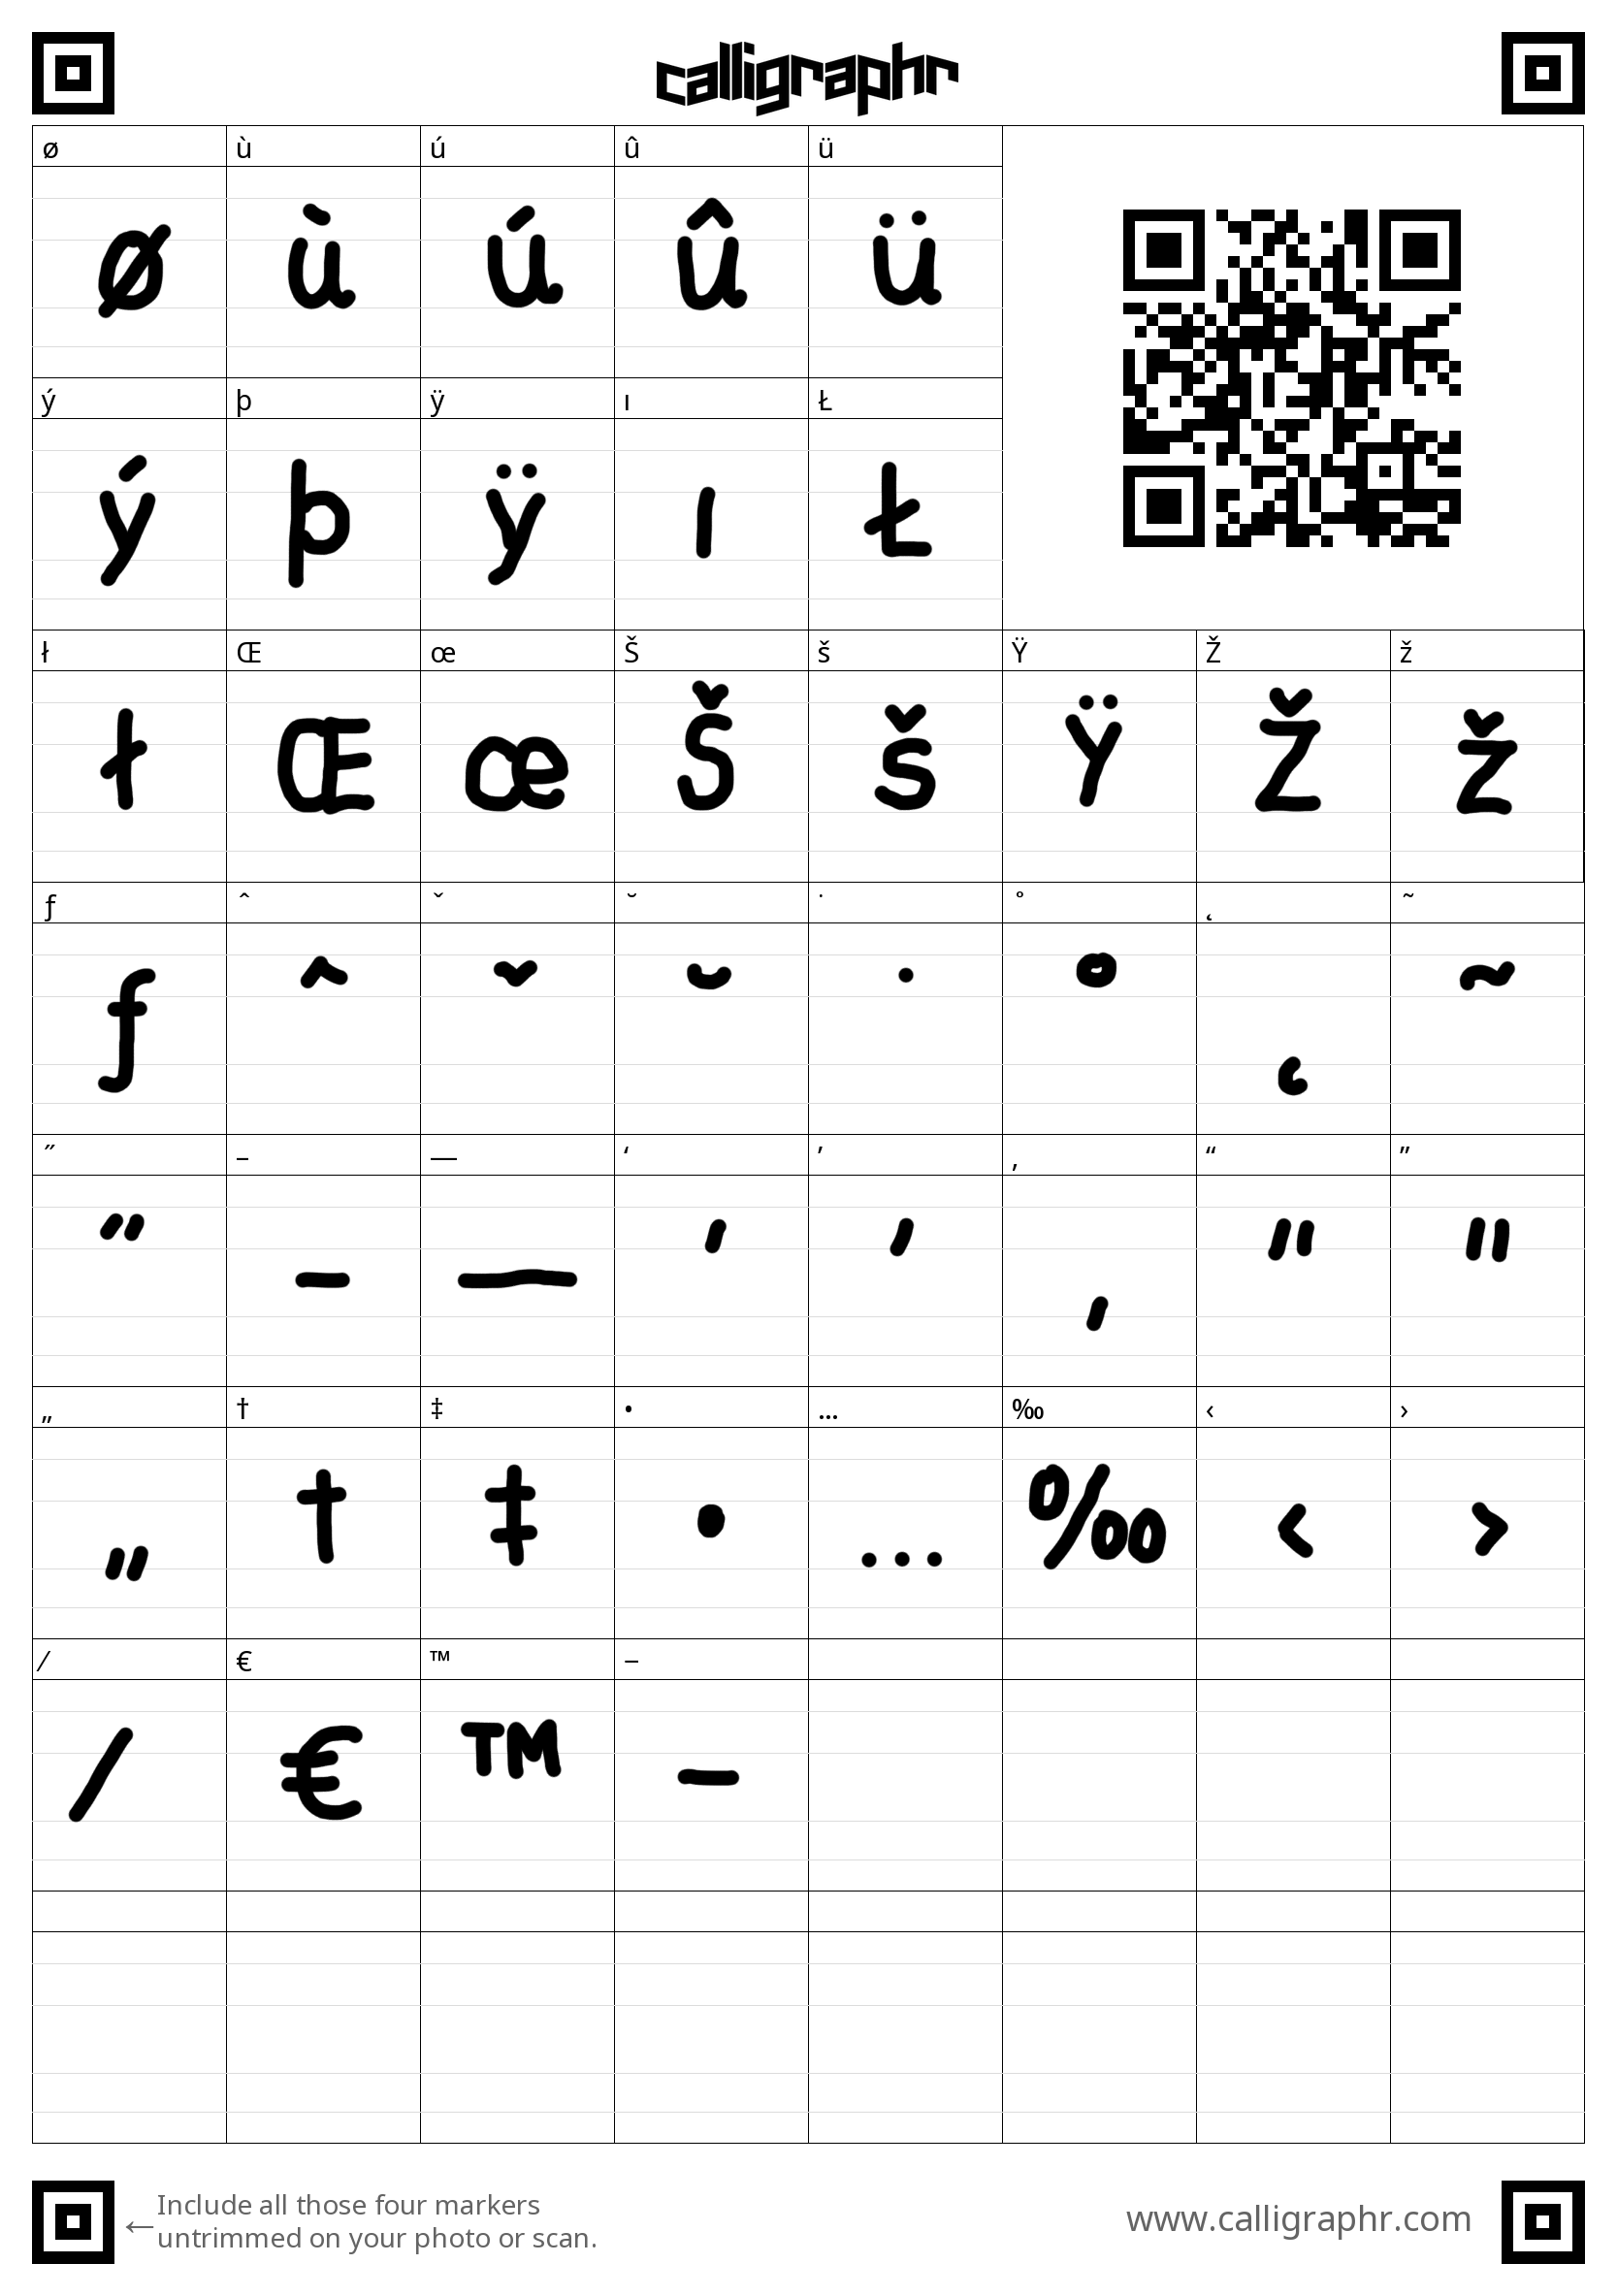 calligraphr
ø ù ú û ü
ø ù ú û ü
ý þ ÿ ı Ł
ý þ ÿ ı Ł
ł Œ œ Š š Ÿ Ž ž
ł Œ œ Š š Ÿ Ž ž
ƒ ˆ ˇ ˘ ˙ ˚ ˛ ˜
ƒ ˆ ˇ ˘ ˙ ˚ ˛ ˜
˝ – — ‘ ’ ‚ “ ”
˝ – — ‘ ’ ‚ “ ”
„ † ‡ • … ‰ ‹ ›
„ † ‡ • … ‰ ‹ ›
⁄ € ™ −
⁄ € ™ −
←Include all those four markers
untrimmed on your photo or scan.
www.calligraphr.com